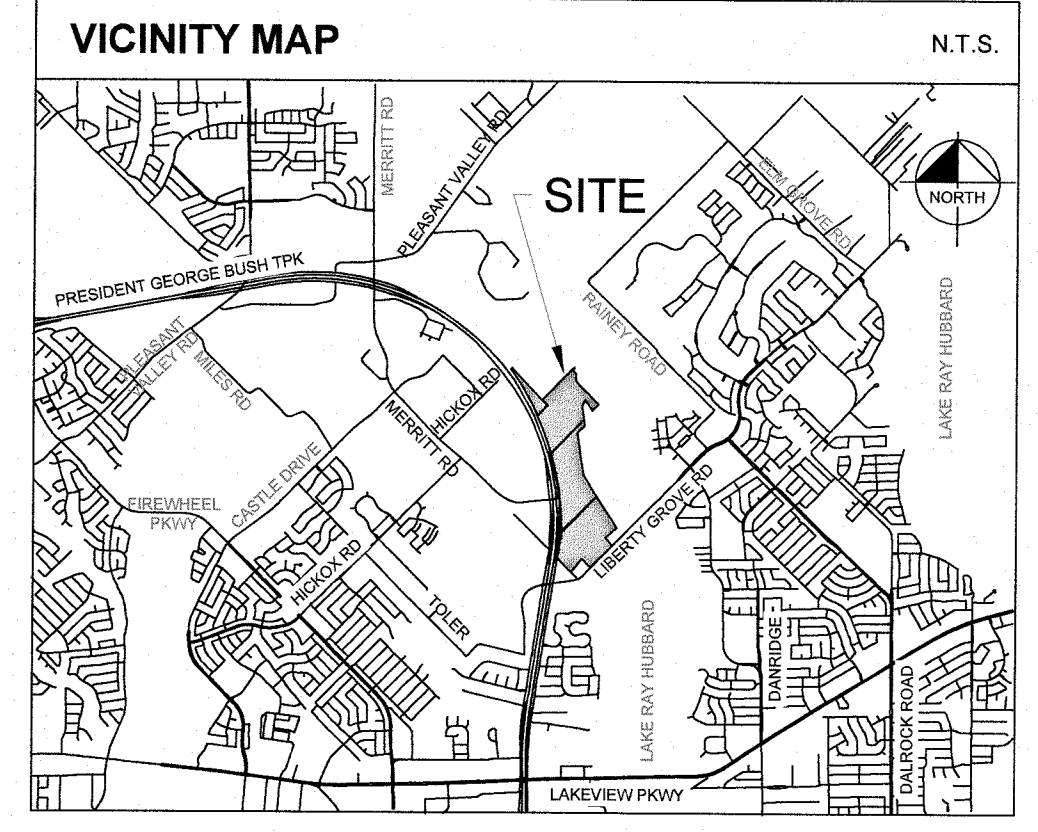 VICINITY MAP
N.T.S.
MERRITT RD
PLEASANT VALLEY RD
SITE
ELM GROVE RD
NORTH
PRESIDENT GEORGE BUSH TPK
RAINEY ROAD
LAKE RAY HUBBARD
PLEASANT
VALLEY RD
MILES RD
HICKOX RD
MERRITT RD
CASTLE DRIVE
FIREWHEEL
PKWY
LIBERTY GROVE RD
HICKOX RD
TOLER
LAKE RAY HUBBARD
DANRIDGE
DALROCK ROAD
LAKEVIEW PKWY